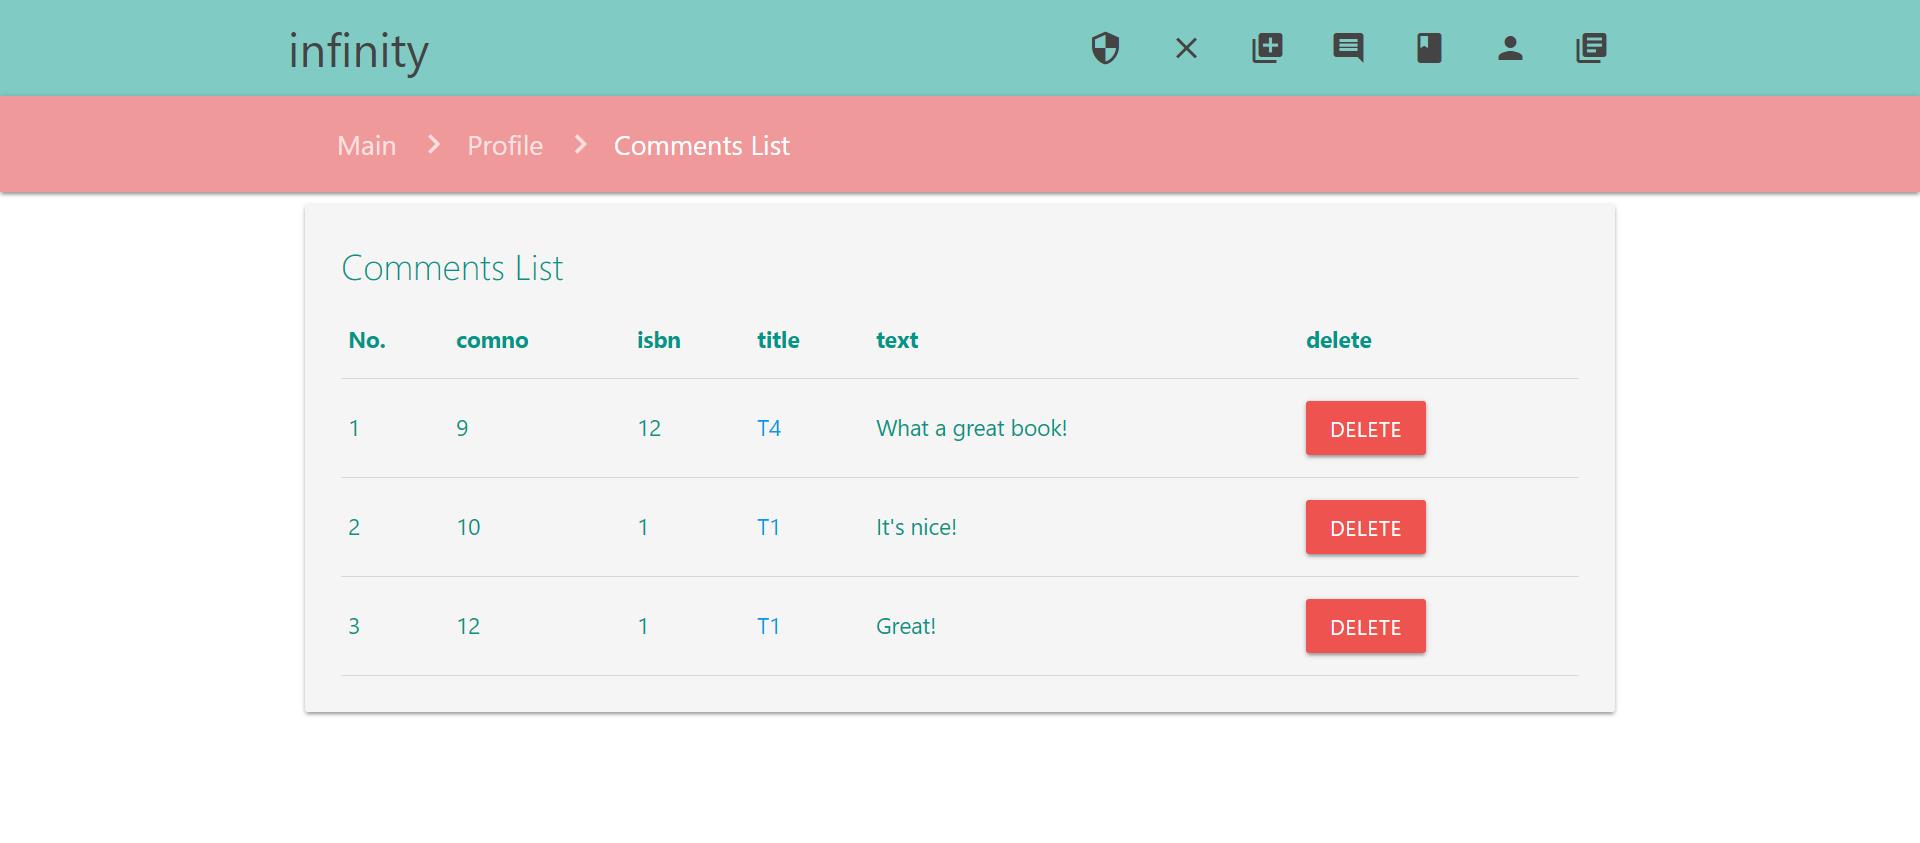 infinity
Main Profile Comments List
Comments List
No. comno isbn title text delete
1 9 12 T4 What a great book! DELETE
2 10 1 T1 It's nice! DELETE
3 12 1 T1 Great! DELETE